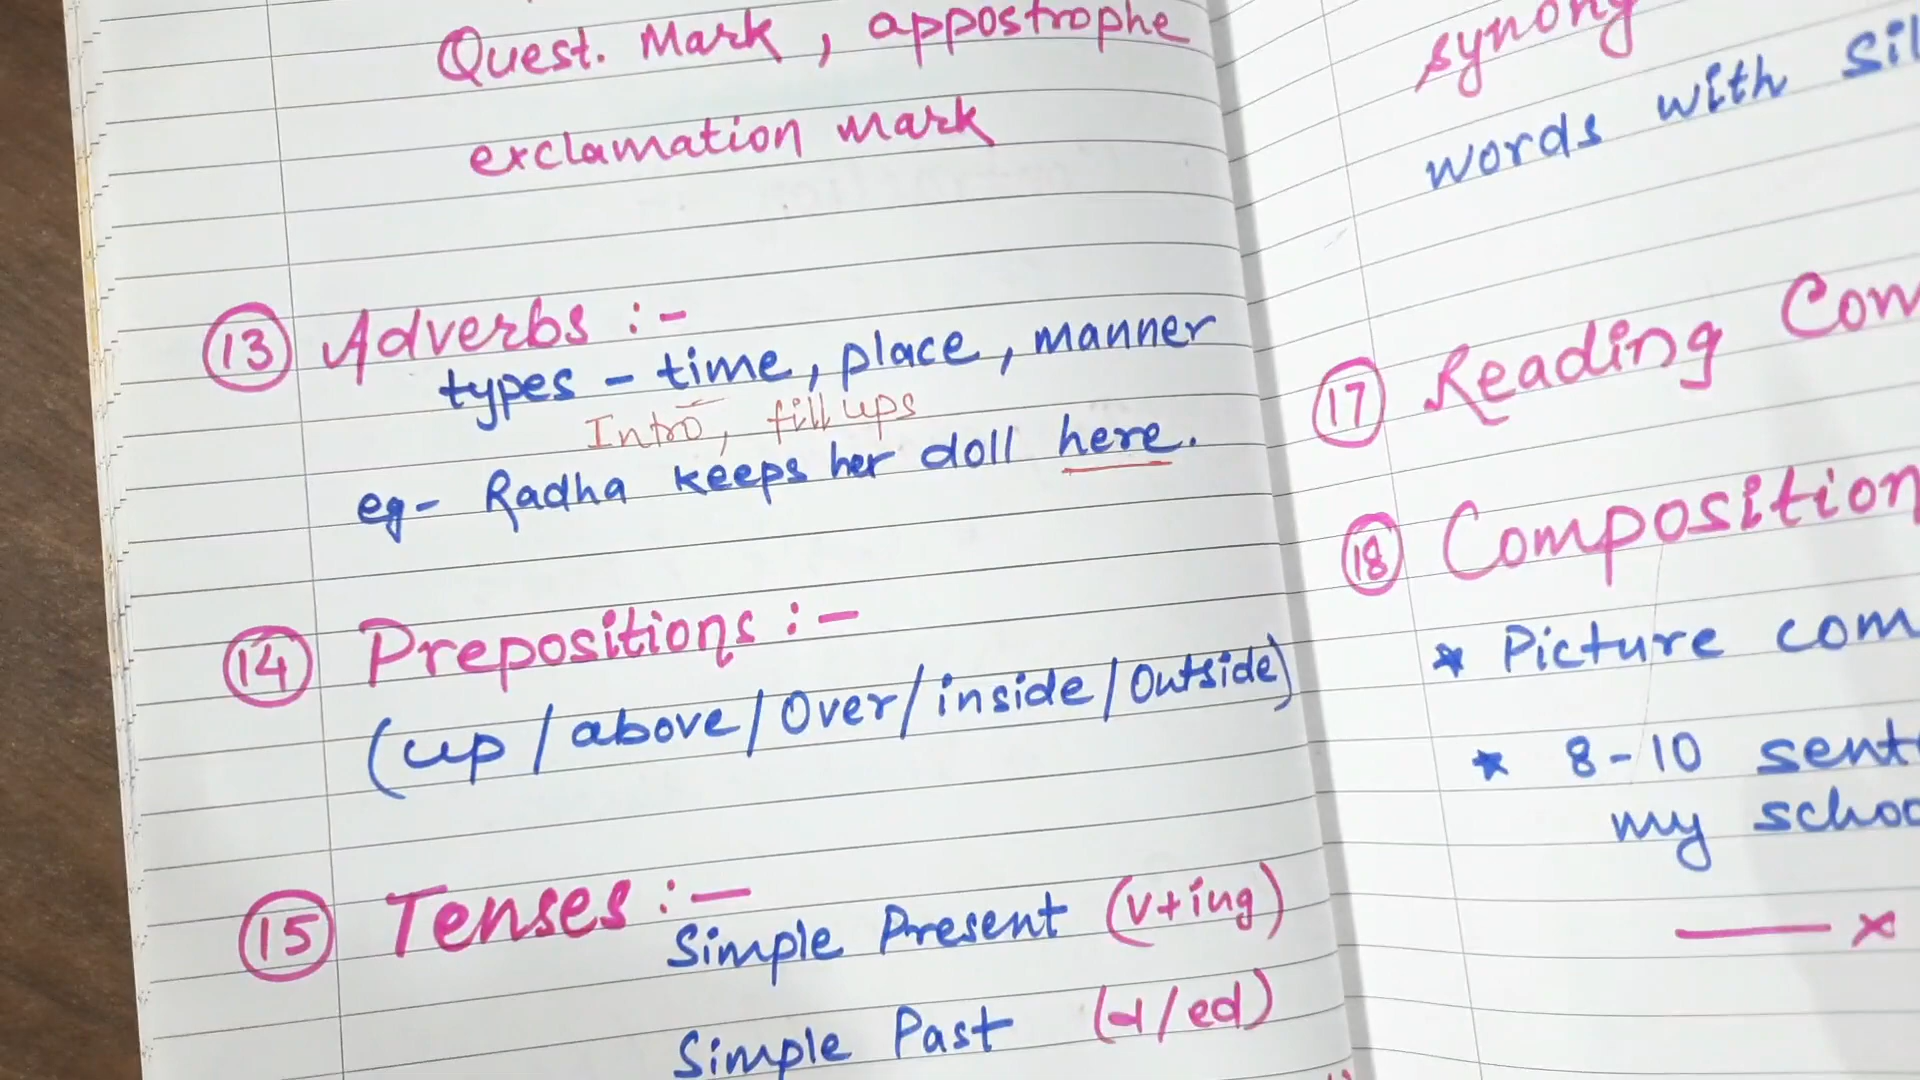 Quest. Mark, appostrophe
exclamation mark
13 Adverbs :-
types - time, place, manner
Intro, fill ups
eg- Radha keeps her doll here.
14 Prepositions :-
(up / above / Over / inside / Outside)
15 Tenses :-
Simple Present (v+ing)
Simple Past (d/ed)
synony
words with sil
17 Reading Com
18 Composition
* Picture com
* 8-10 sent
my schoo
— x